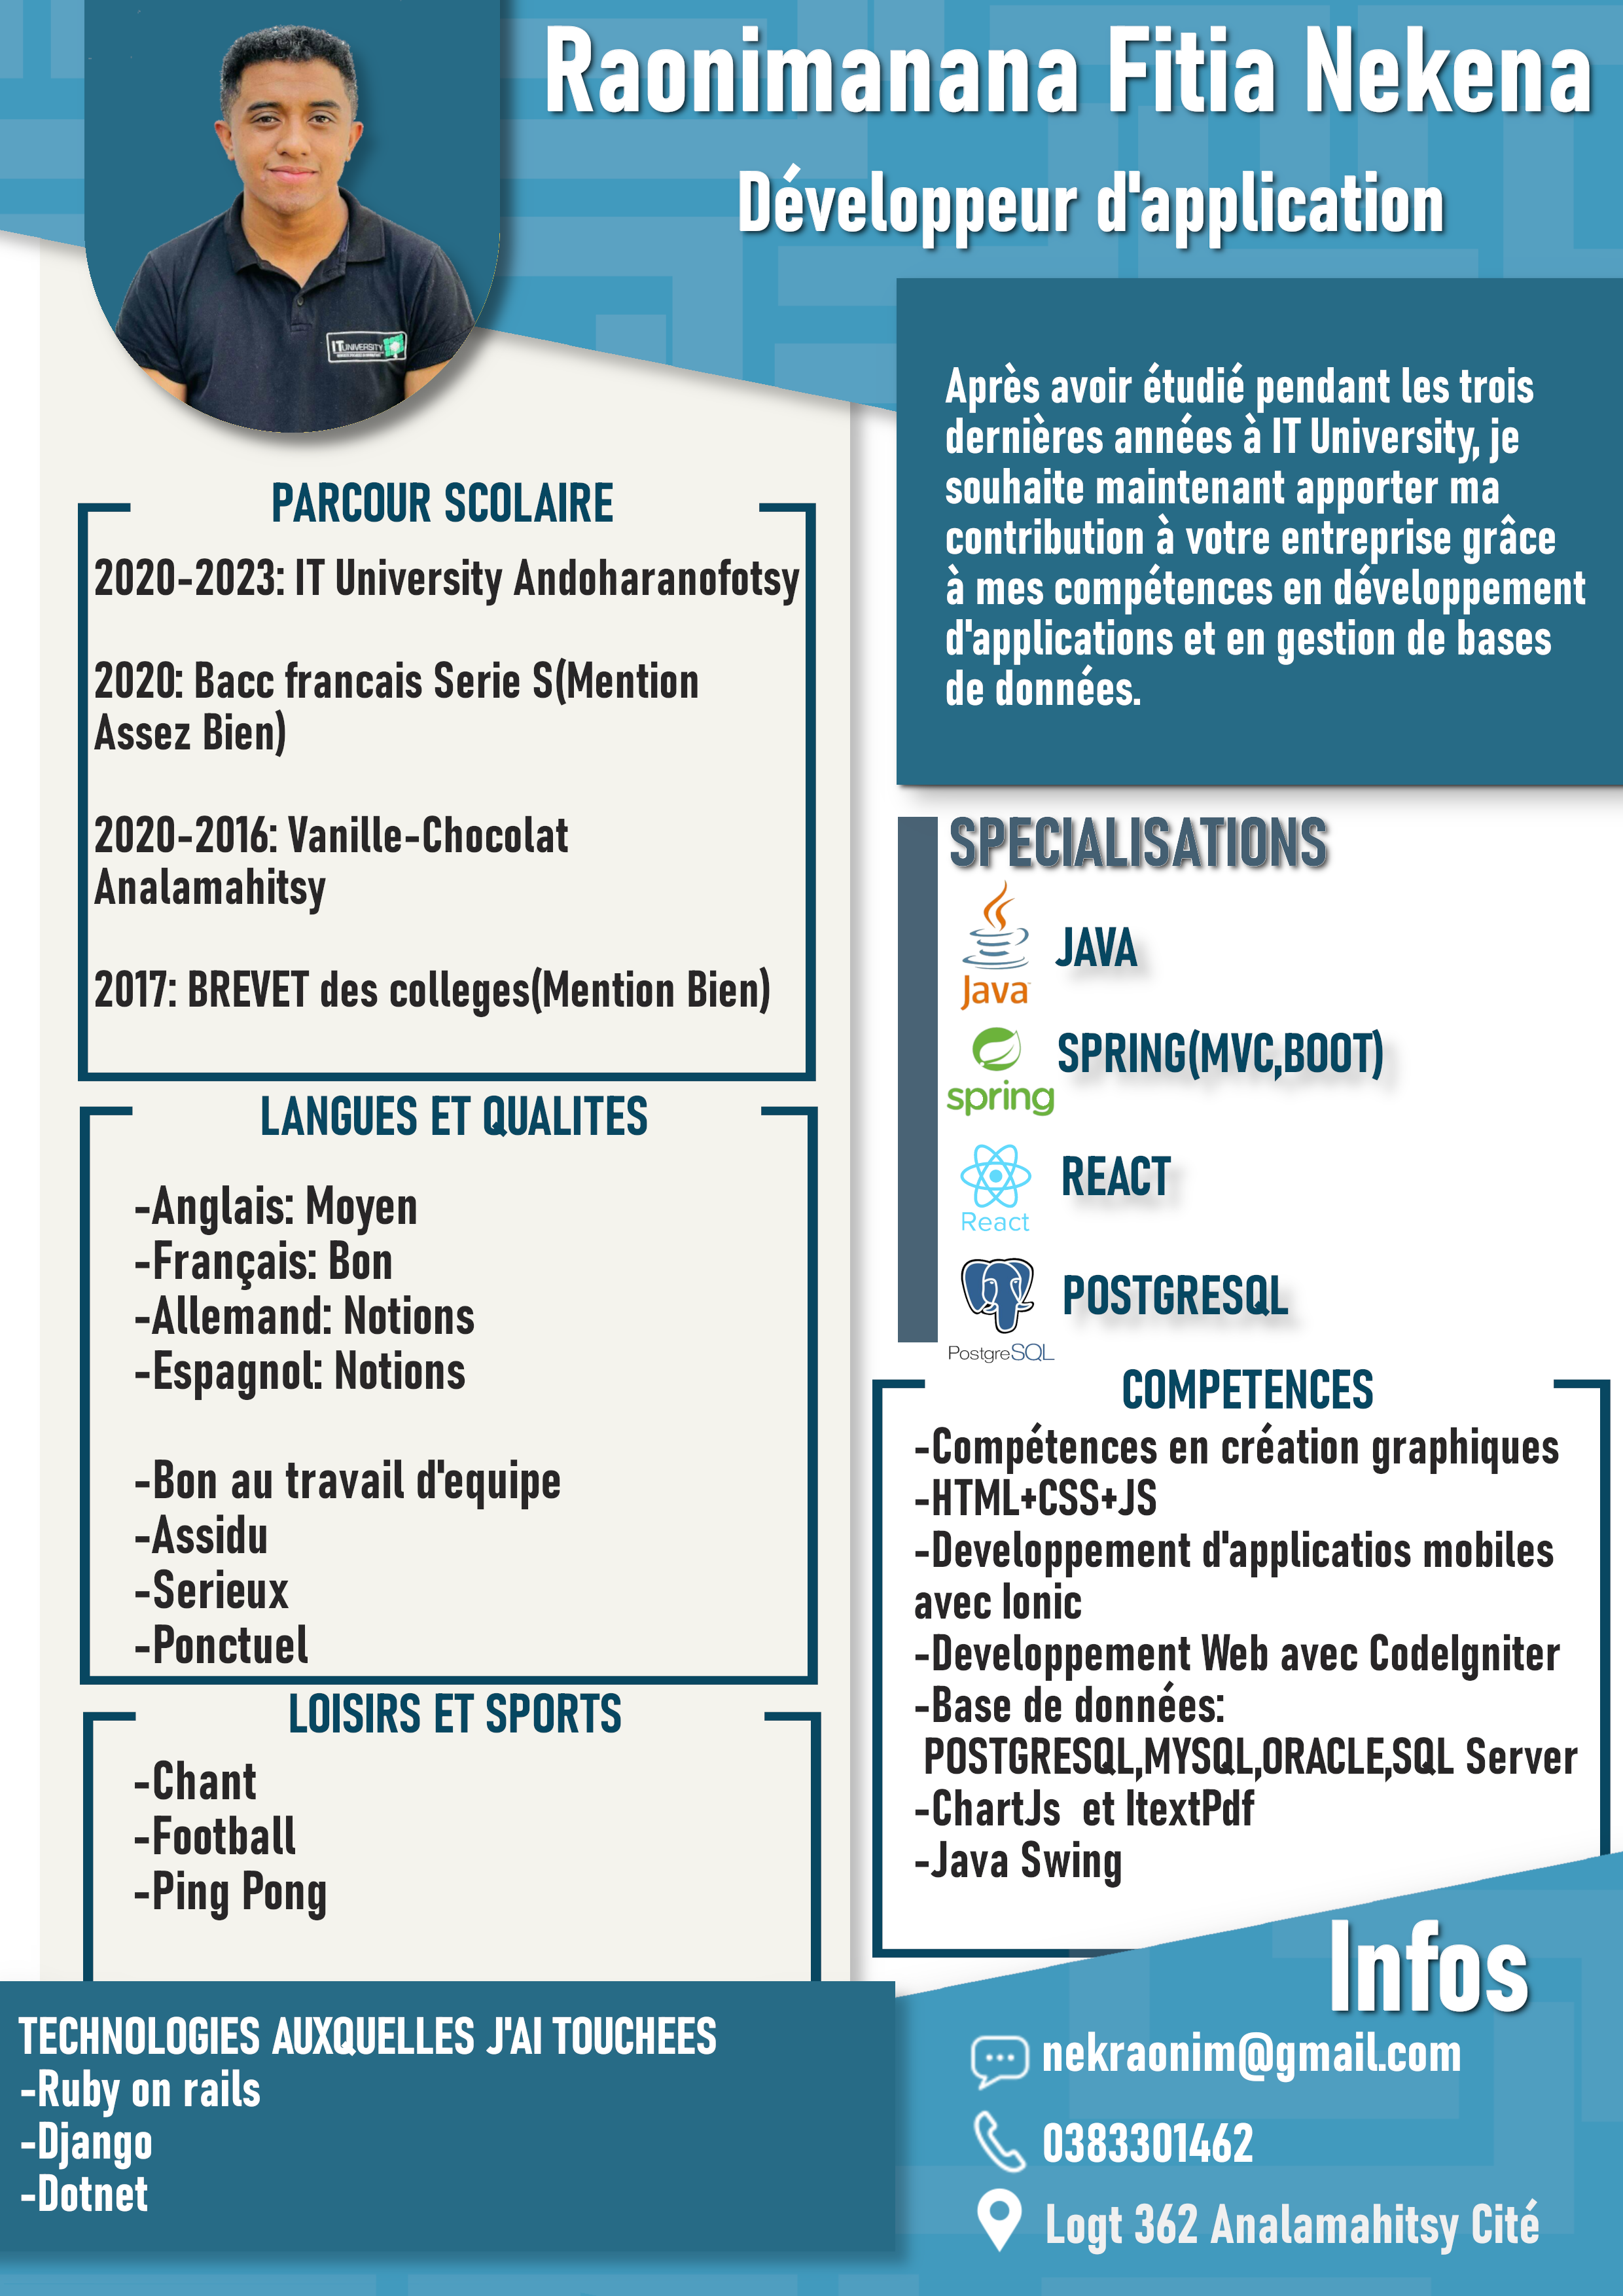 Raonimanana Fitia Nekena
Développeur d'application
ITUNIVERSITY
Après avoir étudié pendant les trois
dernières années à IT University, je
souhaite maintenant apporter ma
contribution à votre entreprise grâce
à mes compétences en développement
d'applications et en gestion de bases
de données.
PARCOUR SCOLAIRE
2020-2023: IT University Andoharanofotsy
2020: Bacc francais Serie S(Mention
Assez Bien)
2020-2016: Vanille-Chocolat
Analamahitsy
2017: BREVET des colleges(Mention Bien)
LANGUES ET QUALITES
-Anglais: Moyen
-Français: Bon
-Allemand: Notions
-Espagnol: Notions
-Bon au travail d'equipe
-Assidu
-Serieux
-Ponctuel
LOISIRS ET SPORTS
-Chant
-Football
-Ping Pong
TECHNOLOGIES AUXQUELLES J'AI TOUCHEES
-Ruby on rails
-Django
-Dotnet
SPECIALISATIONS
Java
JAVA
spring
SPRING(MVC,BOOT)
React
REACT
PostgreSQL
POSTGRESQL
COMPETENCES
-Compétences en création graphiques
-HTML+CSS+JS
-Developpement d'applicatios mobiles
avec Ionic
-Developpement Web avec CodeIgniter
-Base de données:
POSTGRESQL,MYSQL,ORACLE,SQL Server
-ChartJs  et ItextPdf
-Java Swing
Infos
nekraonim@gmail.com
0383301462
Logt 362 Analamahitsy Cité